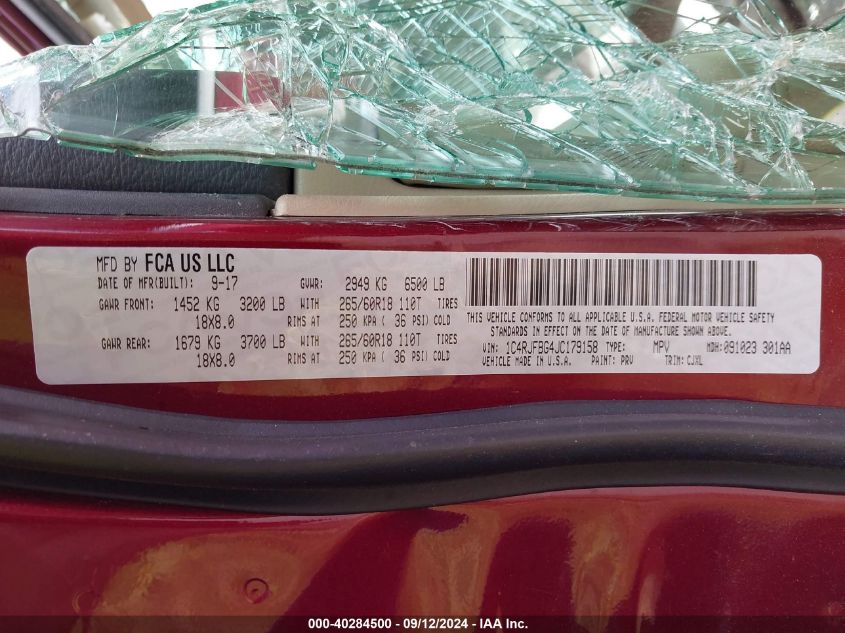 MFD BY FCA US LLC
DATE OF MFR(BUILT): 9-17 GVWR: 2949 KG 6500 LB
GAWR FRONT: 1452 KG 3200 LB WITH 265/60R18 110T TIRES
18X8.0 RIMS AT 250 KPA ( 36 PSI) COLD
GAWR REAR: 1679 KG 3700 LB WITH 265/60R18 110T TIRES
18X8.0 RIMS AT 250 KPA ( 36 PSI) COLD
THIS VEHICLE CONFORMS TO ALL APPLICABLE U.S.A. FEDERAL MOTOR VEHICLE SAFETY
STANDARDS IN EFFECT ON THE DATE OF MANUFACTURE SHOWN ABOVE.
VIN: 1C4RJFBG4JC179158 TYPE: MPV MDH: 091023 301AA
VEHICLE MADE IN U.S.A. PAINT: PRV TRIM: CJXL
000-40284500 - 09/12/2024 - IAA Inc.